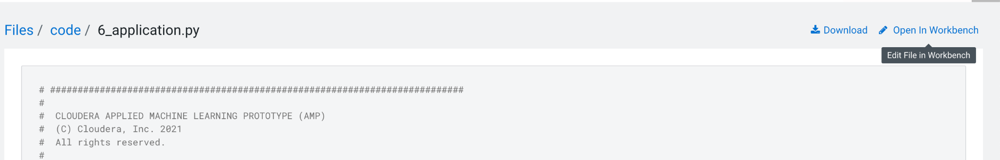 Files / code / 6_application.py
Download Open In Workbench
Edit File in Workbench
# ###########################################################################
#
#  CLOUDERA APPLIED MACHINE LEARNING PROTOTYPE (AMP)
#  (C) Cloudera, Inc. 2021
#  All rights reserved.
#